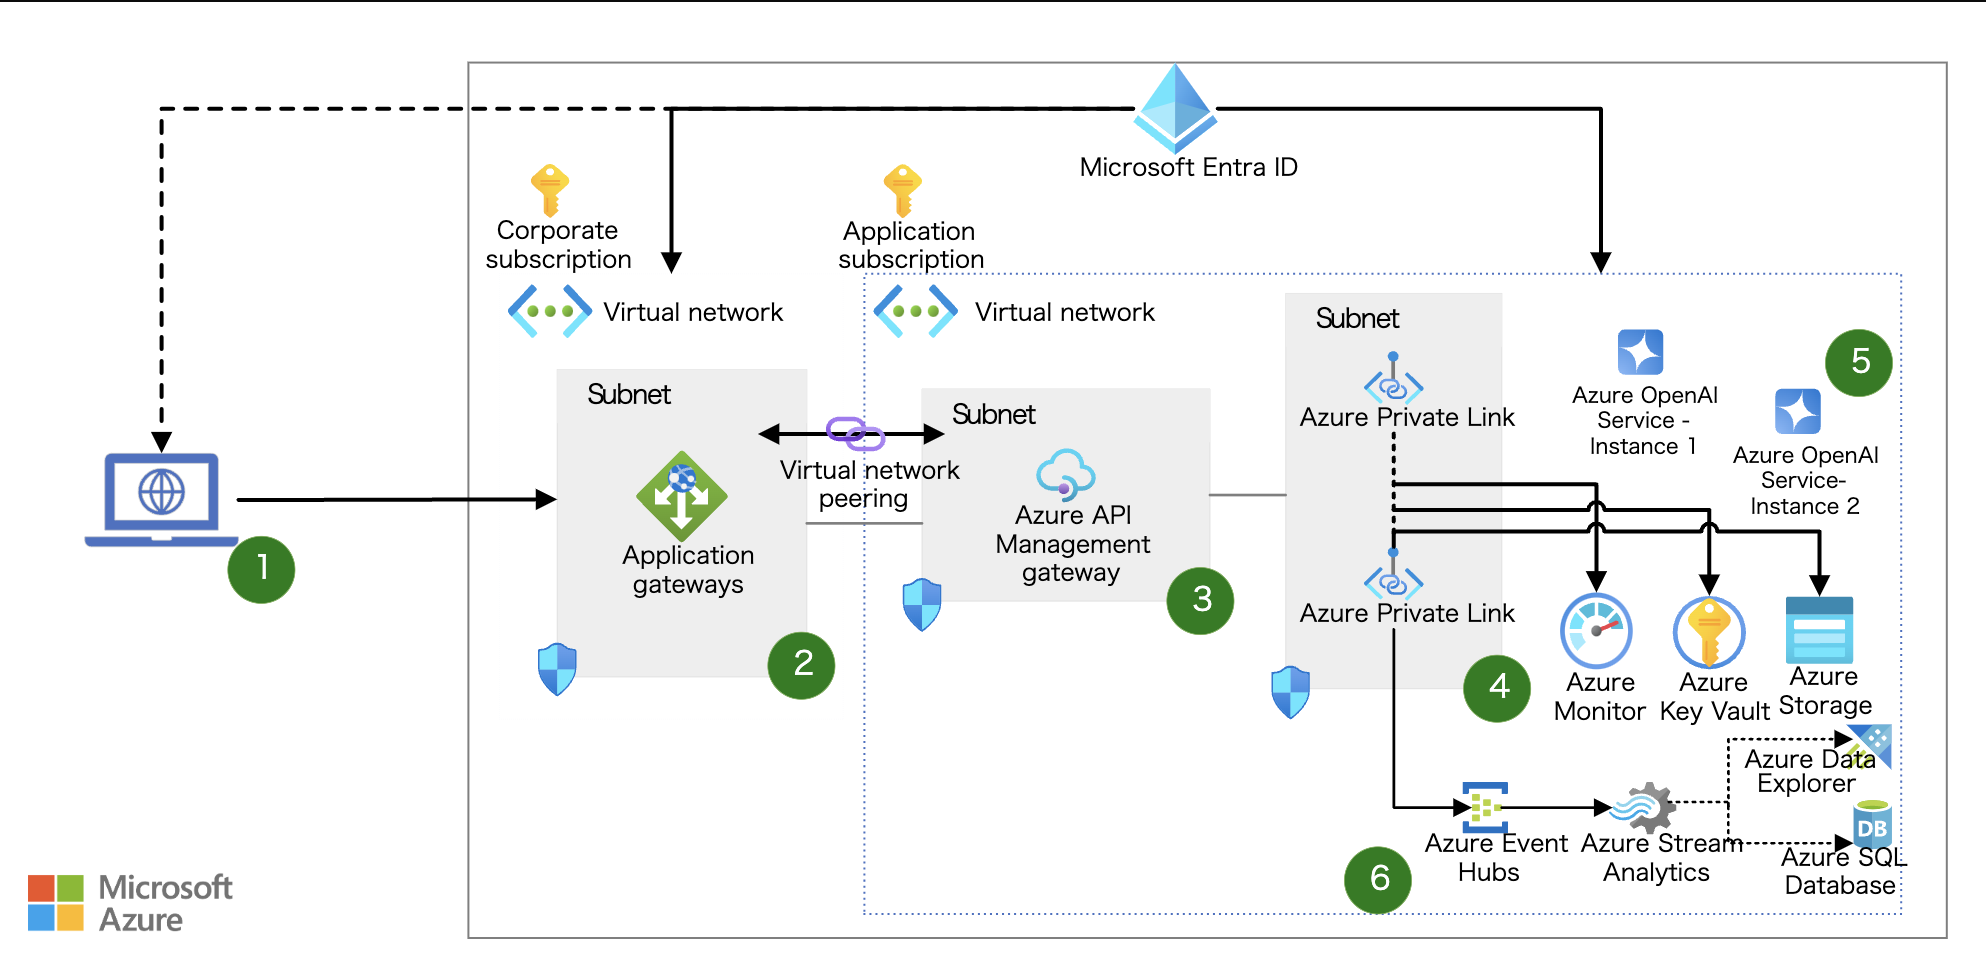 Microsoft Entra ID
Corporate
subscription
Application
subscription
Virtual network
Virtual network
Subnet
Subnet
Subnet
Azure Private Link
Azure OpenAI
Service -
Instance 1
5
Azure OpenAI
Service-
Instance 2
Virtual network
peering
Application
gateways
Azure API
Management
gateway
1
2
3
Azure Private Link
4
Azure
Monitor
Azure
Key Vault
Azure
Storage
Azure Data
Explorer
Azure Event
Hubs
Azure Stream
Analytics
DB
Azure SQL
Database
6
Microsoft
Azure